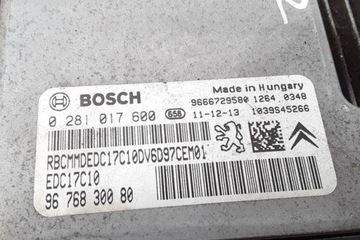 BOSCH
Made in Hungary
9666729580 1264 0348
0 281 017 600 658 11-12-13 1039S45266
RBCMMDEDC17C10DV6D97CEM01
EDC17C10
96 768 300 80